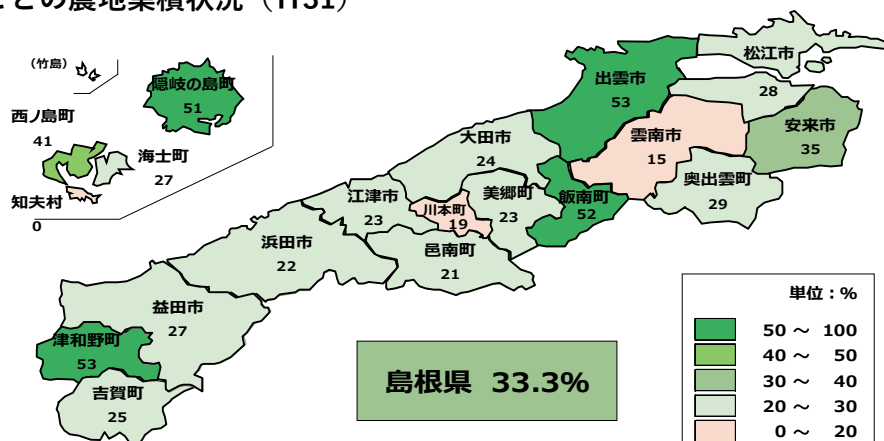 ごとの農地集積状況（H31）
（竹島）
隠岐の島町
51
西ノ島町
41
海士町
27
知夫村
0
松江市
28
出雲市
53
安来市
35
雲南市
15
大田市
24
奥出雲町
29
飯南町
52
美郷町
23
川本町
19
江津市
23
邑南町
21
浜田市
22
益田市
27
津和野町
53
吉賀町
25
島根県 33.3%
単位：%
50 ～ 100
40 ～ 50
30 ～ 40
20 ～ 30
0 ～ 20